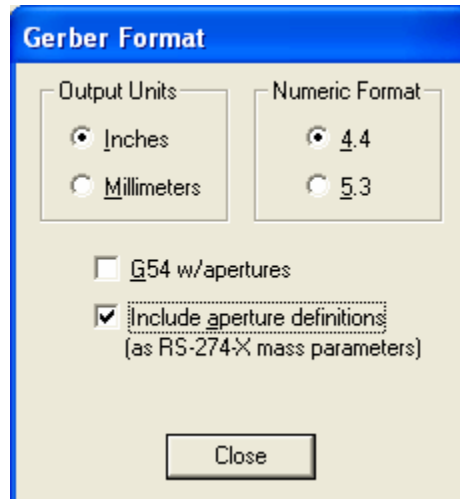 Gerber Format
Output Units
Inches
Millimeters
Numeric Format
4.4
5.3
G54 w/apertures
Include aperture definitions
(as RS-274-X mass parameters)
Close